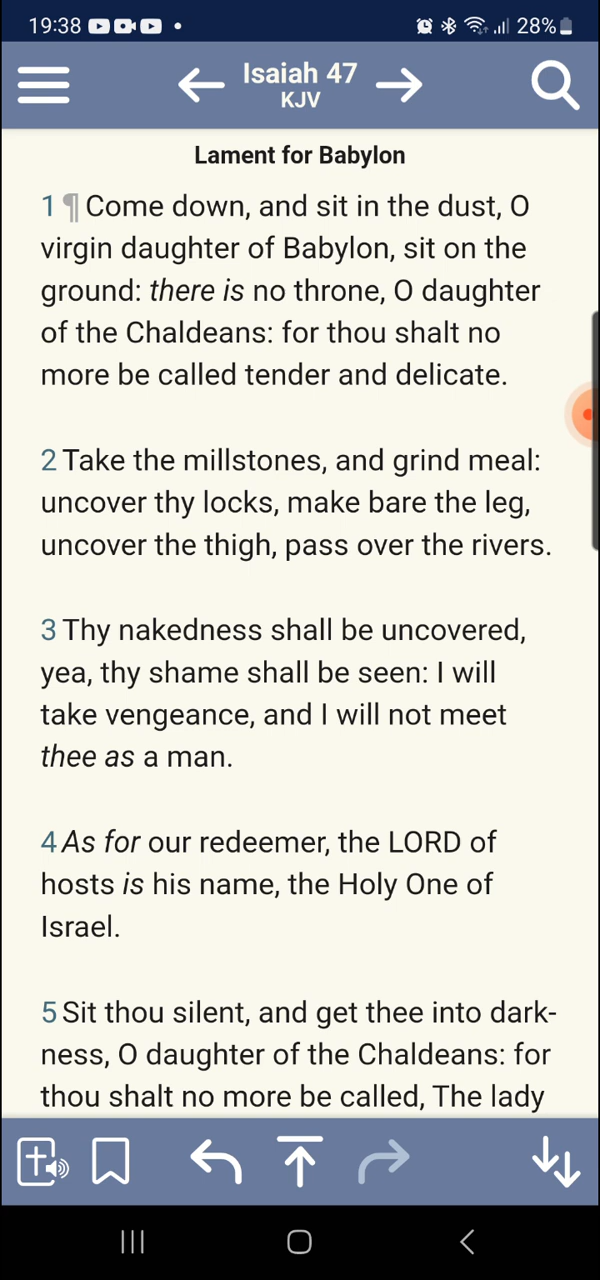 19:38
28%
Isaiah 47
KJV
Lament for Babylon
1 ¶ Come down, and sit in the dust, O
virgin daughter of Babylon, sit on the
ground: there is no throne, O daughter
of the Chaldeans: for thou shalt no
more be called tender and delicate.
2 Take the millstones, and grind meal:
uncover thy locks, make bare the leg,
uncover the thigh, pass over the rivers.
3 Thy nakedness shall be uncovered,
yea, thy shame shall be seen: I will
take vengeance, and I will not meet
thee as a man.
4 As for our redeemer, the LORD of
hosts is his name, the Holy One of
Israel.
5 Sit thou silent, and get thee into dark-
ness, O daughter of the Chaldeans: for
thou shalt no more be called, The lady